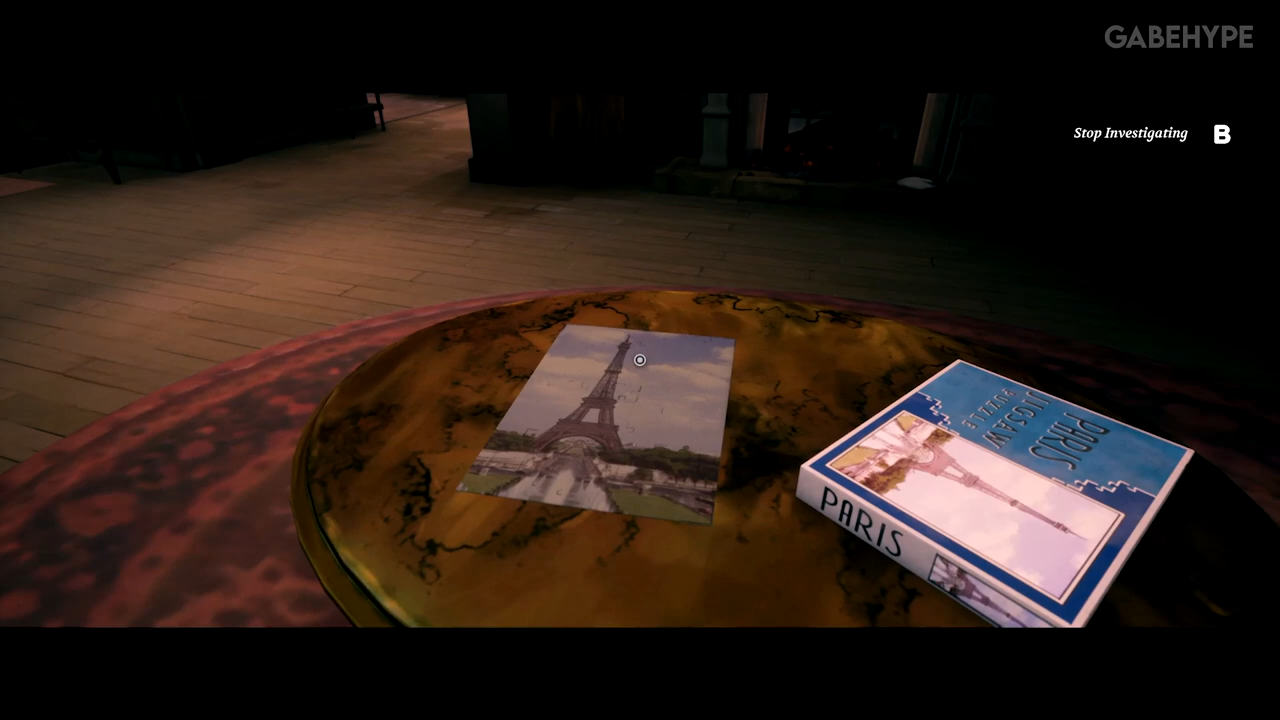 GABEHYPE
Stop Investigating B
PARIS
JIGSAW
PUZZLE
PARIS